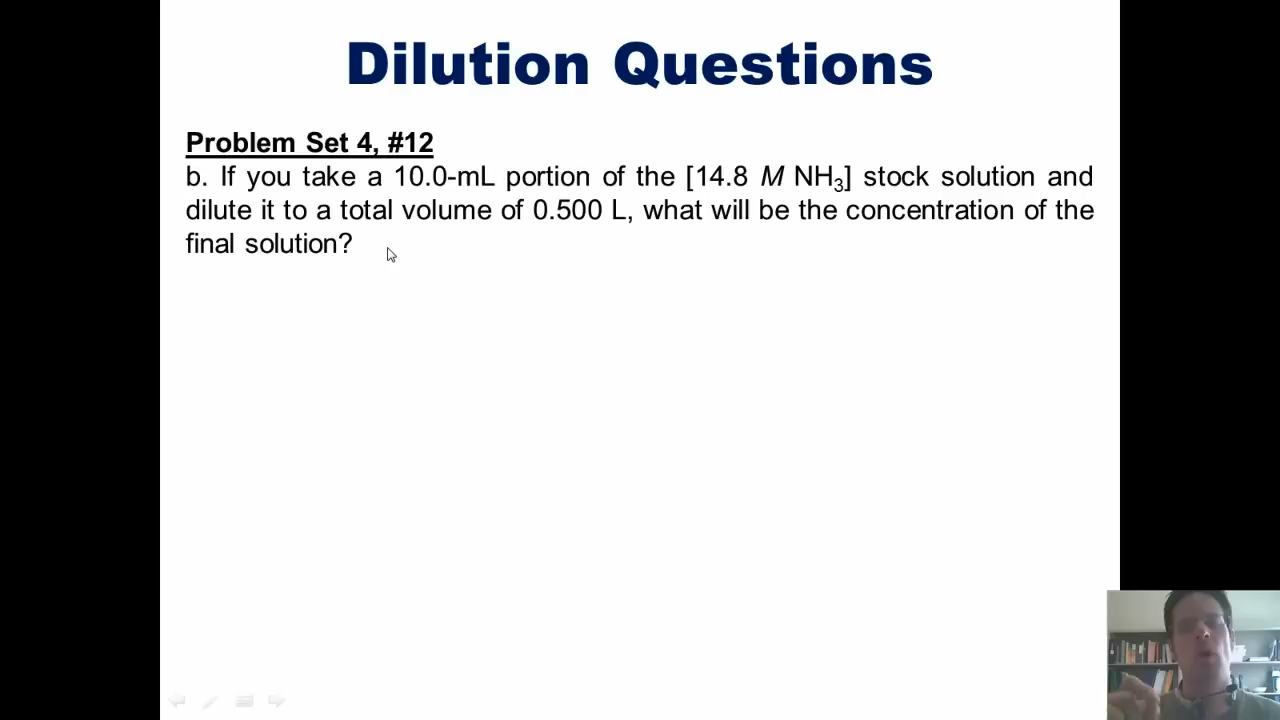 Dilution Questions
Problem Set 4, #12
b. If you take a 10.0-mL portion of the [14.8 M NH₃] stock solution and
dilute it to a total volume of 0.500 L, what will be the concentration of the
final solution?